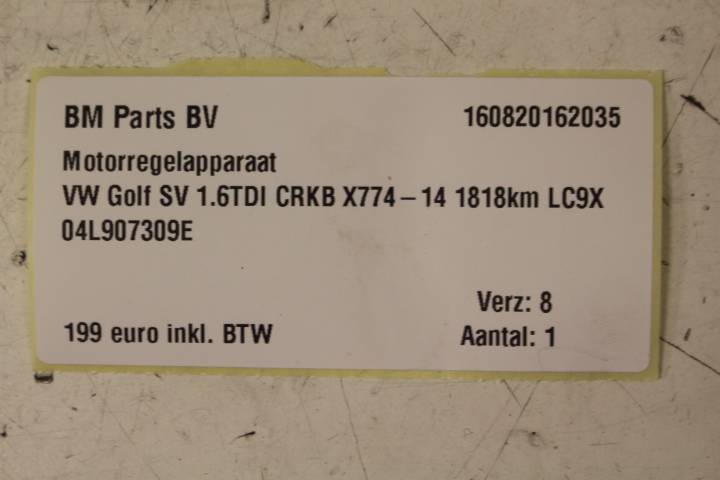 BM Parts BV 160820162035
Motorregelapparaat
VW Golf SV 1.6TDI CRKB X774-14 1818km LC9X
04L907309E
Verz: 8
199 euro inkl. BTW Aantal: 1